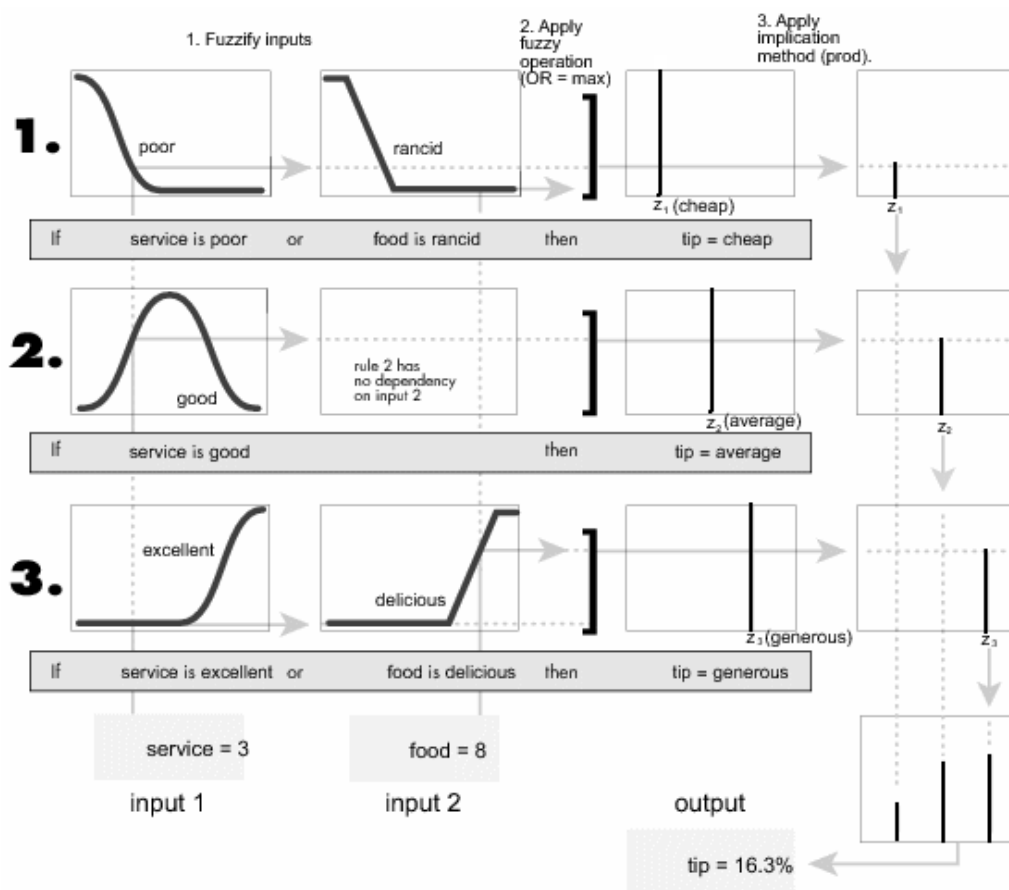 1. Fuzzify inputs
2. Apply
fuzzy
operation
(OR = max)
3. Apply
implication
method (prod).
1.
poor
rancid
z1 (cheap)
z1
If service is poor or food is rancid then tip = cheap
2.
good
rule 2 has
no dependency
on input 2
z2 (average)
z2
If service is good then tip = average
3.
excellent
delicious
z3 (generous)
z3
If service is excellent or food is delicious then tip = generous
service = 3
food = 8
input 1
input 2
output
tip = 16.3%